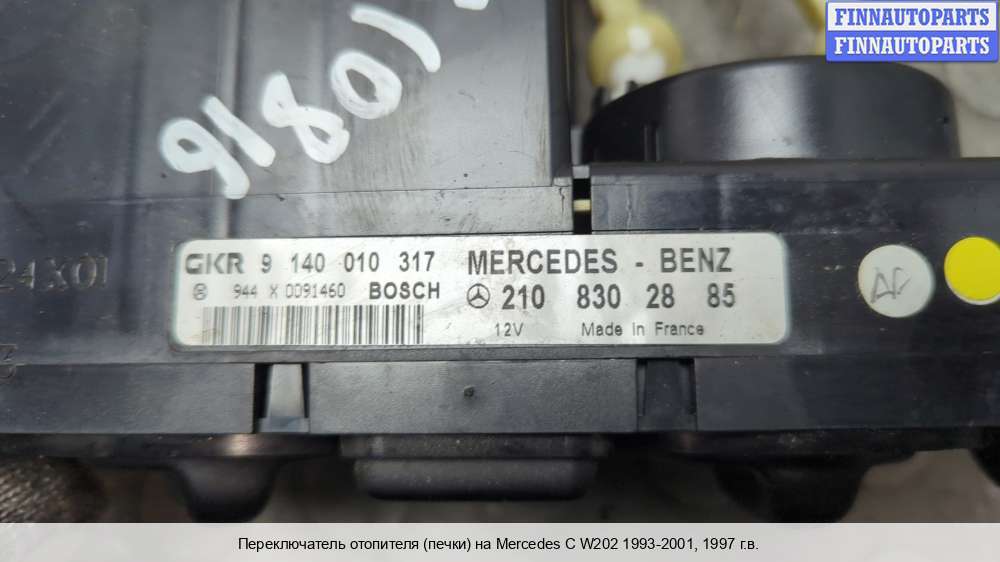 FINNAUTOPARTS
FINNAUTOPARTS
91801
24X01
GKR 9 140 010 317 MERCEDES - BENZ
944 X 0091460 BOSCH 210 830 28 85
12V Made in France
Переключатель отопителя (печки) на Mercedes C W202 1993-2001, 1997 г.в.